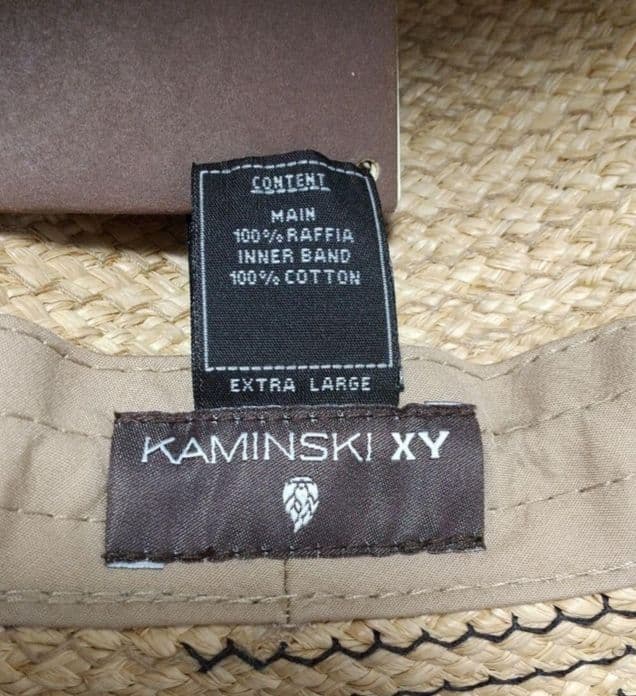 CONTENT
MAIN
100% RAFFIA
INNER BAND
100% COTTON
EXTRA LARGE
KAMINSKI XY